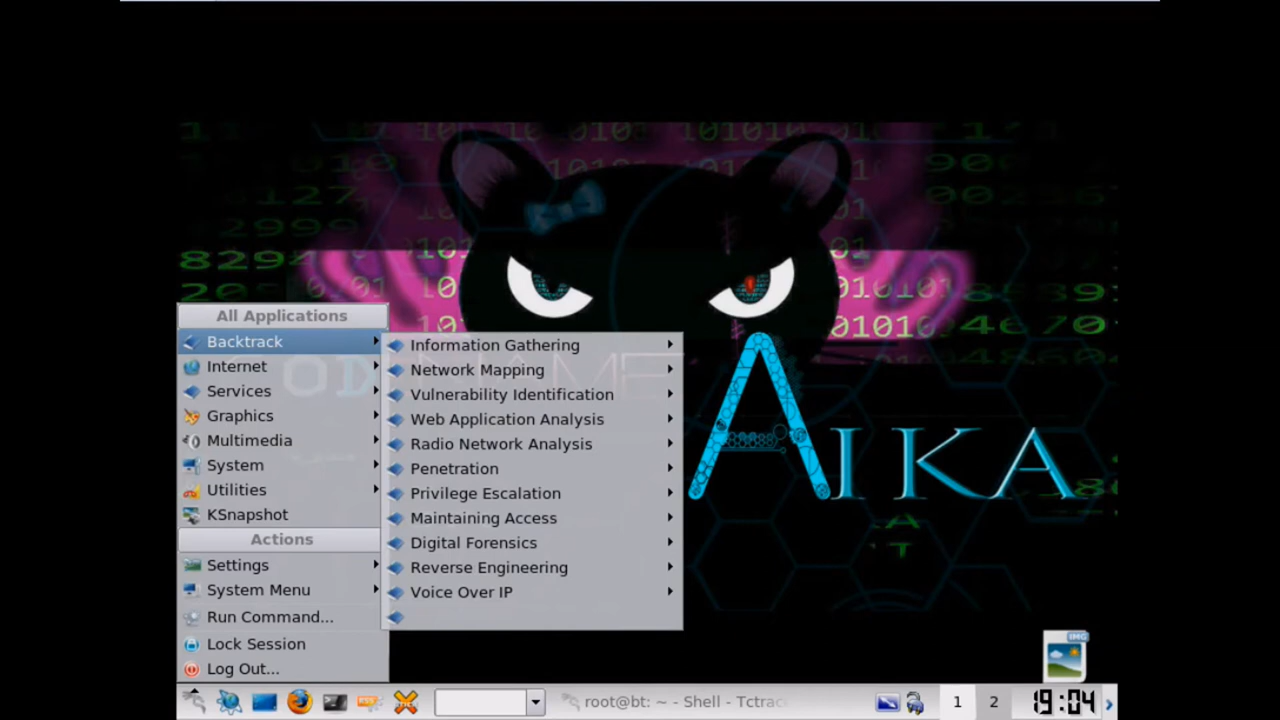 All Applications
Backtrack
Internet
Services
Graphics
Multimedia
System
Utilities
KSnapshot
Actions
Settings
System Menu
Run Command...
Lock Session
Log Out...
Information Gathering
Network Mapping
Vulnerability Identification
Web Application Analysis
Radio Network Analysis
Penetration
Privilege Escalation
Maintaining Access
Digital Forensics
Reverse Engineering
Voice Over IP
AIKA
IMG
root@bt: ~ - Shell - Tctrac
1
2
19:04